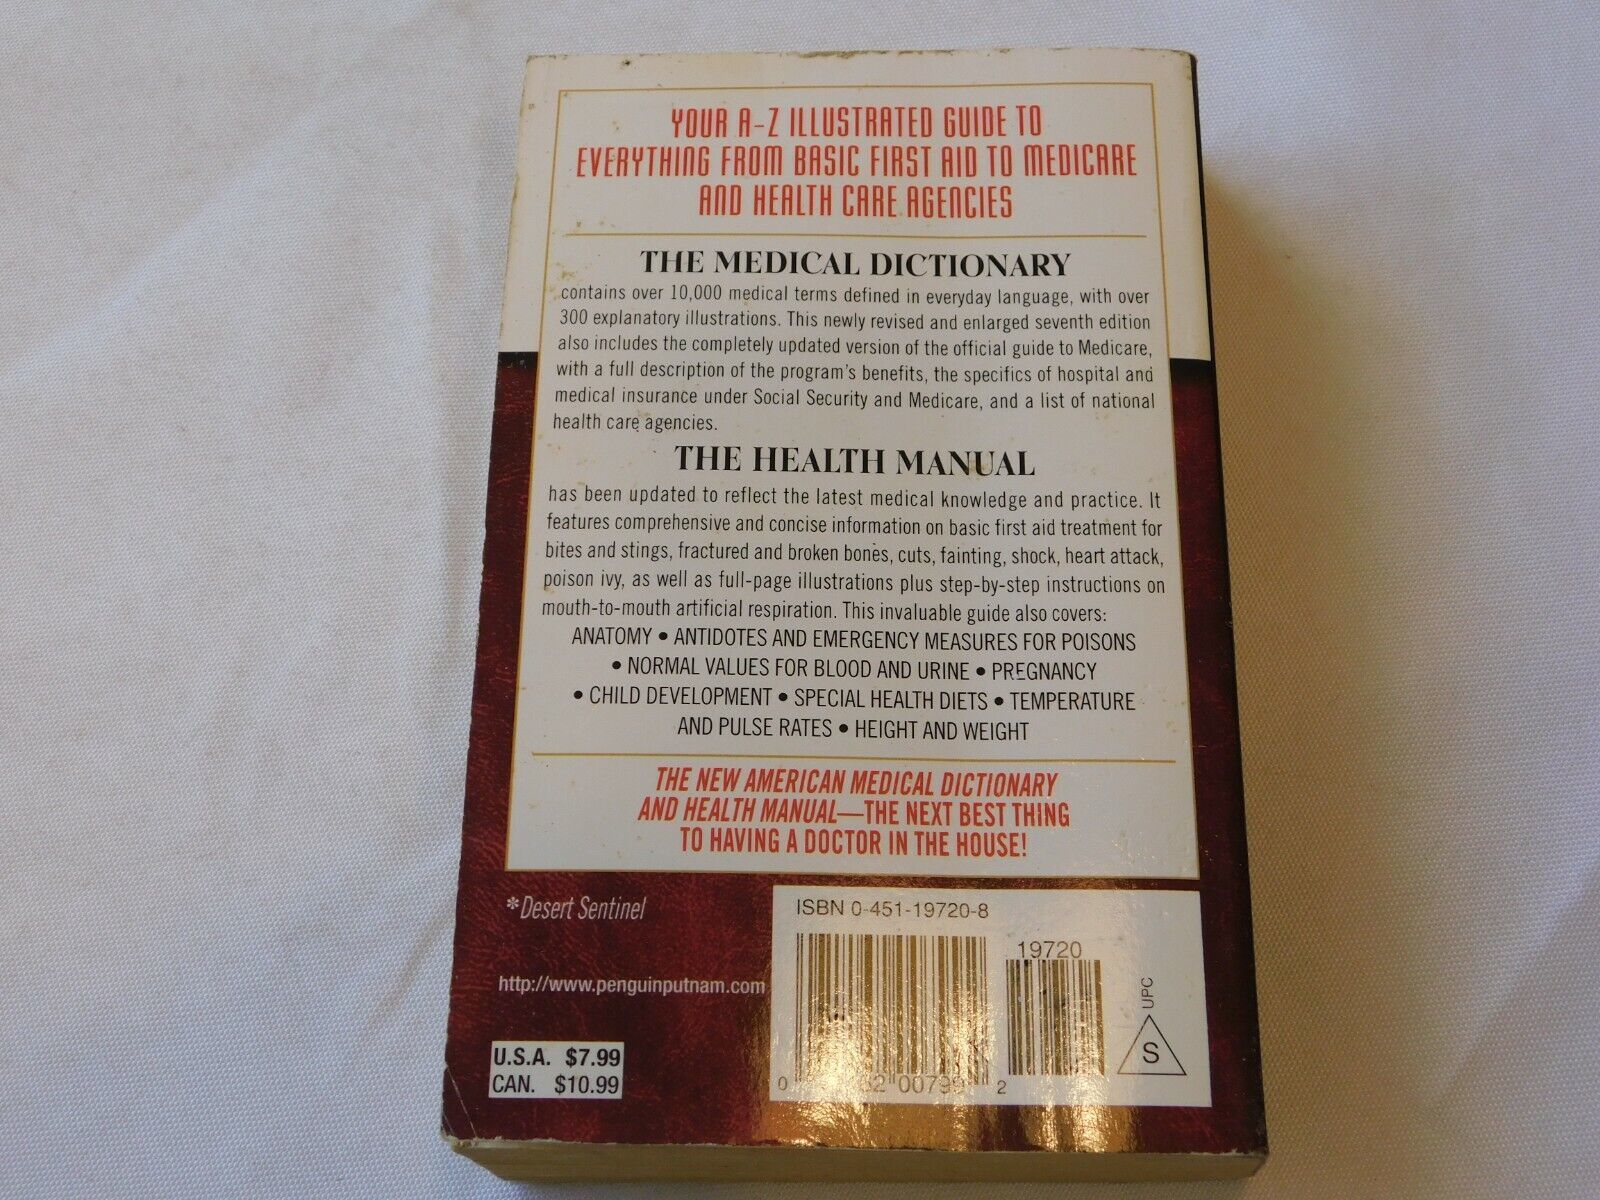 YOUR A-Z ILLUSTRATED GUIDE TO
EVERYTHING FROM BASIC FIRST AID TO MEDICARE
AND HEALTH CARE AGENCIES
THE MEDICAL DICTIONARY
contains over 10,000 medical terms defined in everyday language, with over
300 explanatory illustrations. This newly revised and enlarged seventh edition
also includes the completely updated version of the official guide to Medicare,
with a full description of the program's benefits, the specifics of hospital and
medical insurance under Social Security and Medicare, and a list of national
health care agencies.
THE HEALTH MANUAL
has been updated to reflect the latest medical knowledge and practice. It
features comprehensive and concise information on basic first aid treatment for
bites and stings, fractured and broken bones, cuts, fainting, shock, heart attack,
poison ivy, as well as full-page illustrations plus step-by-step instructions on
mouth-to-mouth artificial respiration. This invaluable guide also covers:
ANATOMY • ANTIDOTES AND EMERGENCY MEASURES FOR POISONS
• NORMAL VALUES FOR BLOOD AND URINE • PREGNANCY
• CHILD DEVELOPMENT • SPECIAL HEALTH DIETS • TEMPERATURE
AND PULSE RATES • HEIGHT AND WEIGHT
THE NEW AMERICAN MEDICAL DICTIONARY
AND HEALTH MANUAL—THE NEXT BEST THING
TO HAVING A DOCTOR IN THE HOUSE!
*Desert Sentinel
http://www.penguinputnam.com
U.S.A. $7.99
CAN. $10.99
ISBN 0-451-19720-8
19720
0 00799 2
UPC
S